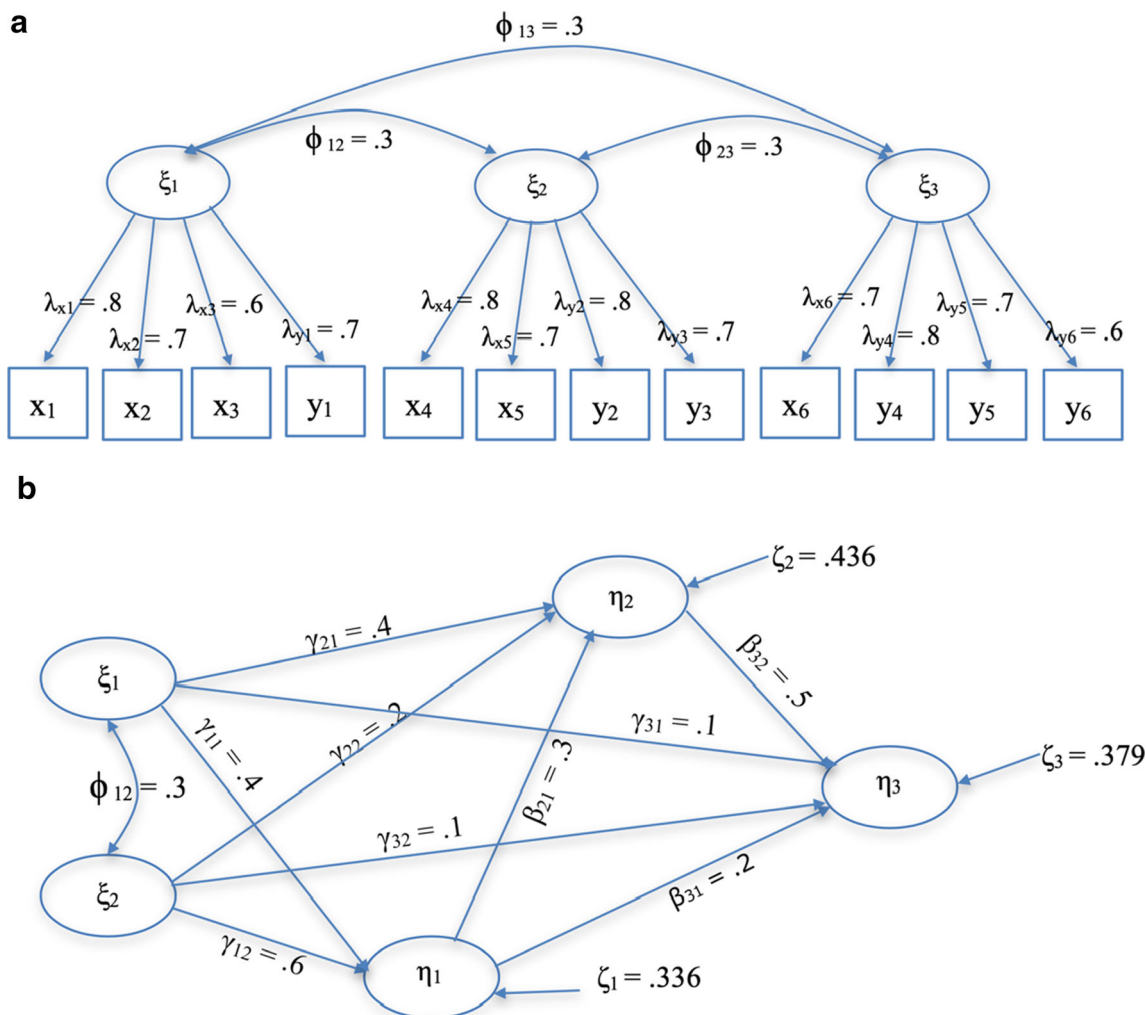 a
ϕ 13 = .3
ϕ 12 = .3
ϕ 23 = .3
ξ1
ξ2
ξ3
λx1 = .8
λx2 = .7
λx3 = .6
λy1 = .7
λx4 = .8
λx5 = .7
λy2 = .8
λy3 = .7
λx6 = .7
λy4 = .8
λy5 = .7
λy6 = .6
x1
x2
x3
y1
x4
x5
y2
y3
x6
y4
y5
y6
b
ζ2 = .436
η2
γ21 = .4
β32 = .5
ξ1
γ22 = .2
γ31 = .1
γ11 = .4
ζ3 = .379
ϕ 12 = .3
β21 = .3
η3
γ32 = .1
ξ2
β31 = .2
γ12 = .6
η1
ζ1 = .336